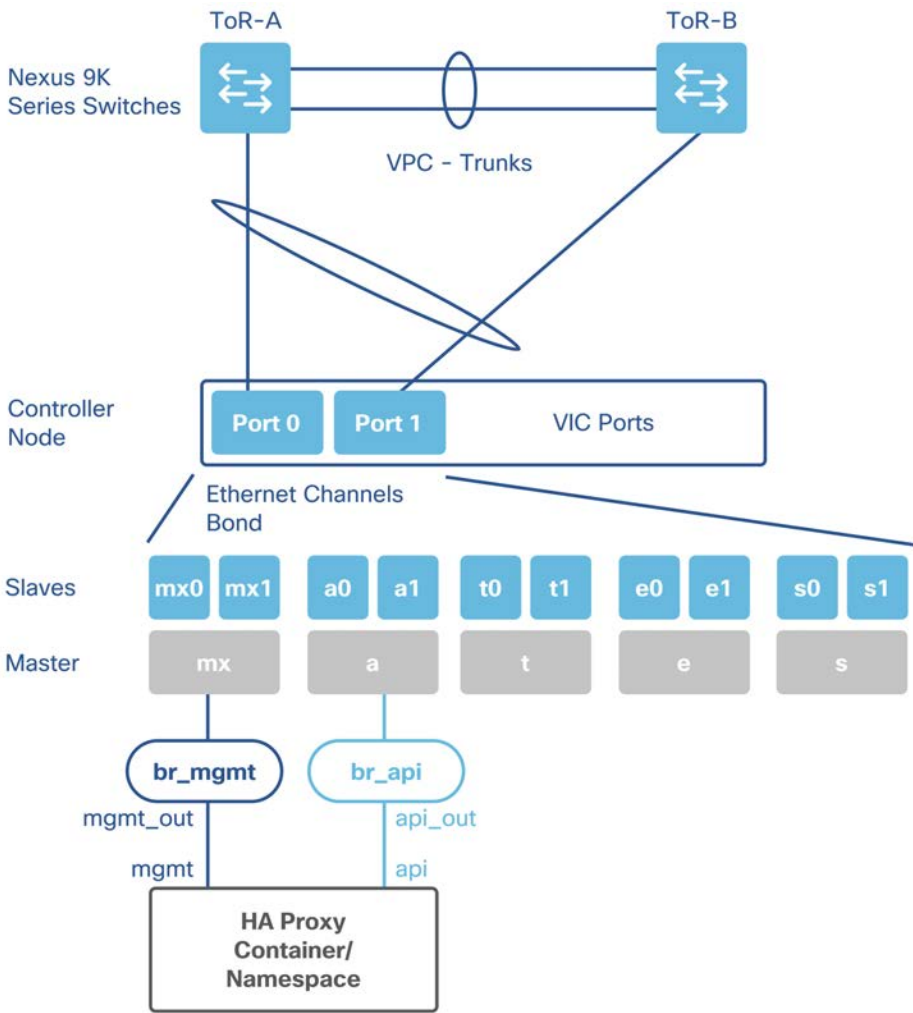 ToR-A
ToR-B
Nexus 9K
Series Switches
VPC - Trunks
Controller
Node
Port 0
Port 1
VIC Ports
Ethernet Channels
Bond
Slaves
mx0
mx1
a0
a1
t0
t1
e0
e1
s0
s1
Master
mx
a
t
e
s
br_mgmt
br_api
mgmt_out
api_out
mgmt
api
HA Proxy
Container/
Namespace